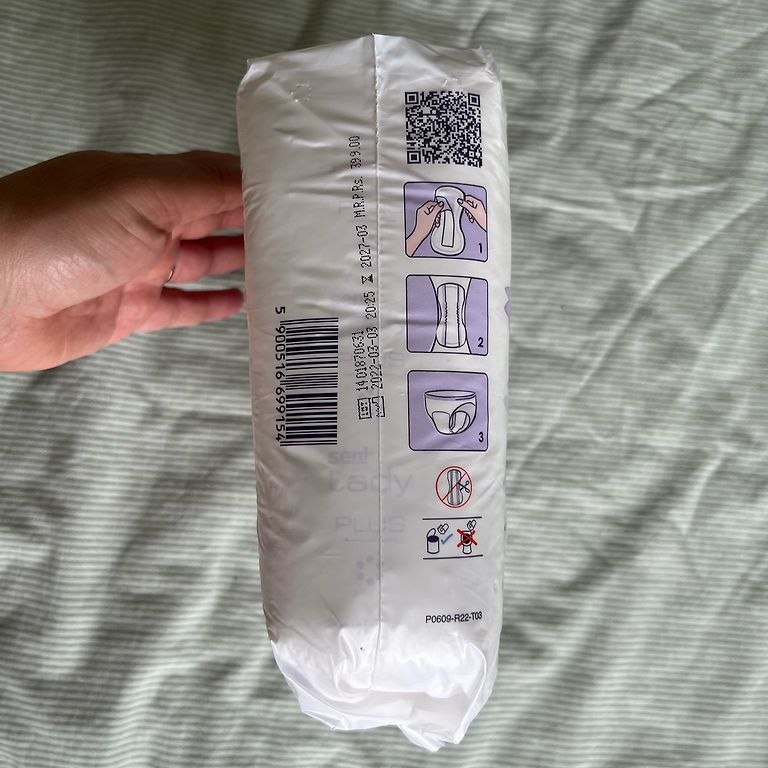 M.R.P.Rs. 399.00
2027-03
LOT 1401870631
2022-03-03 20:25
5 900516 699154
1
2
3
seni
Lady
PLUS
P0609-R22-T03